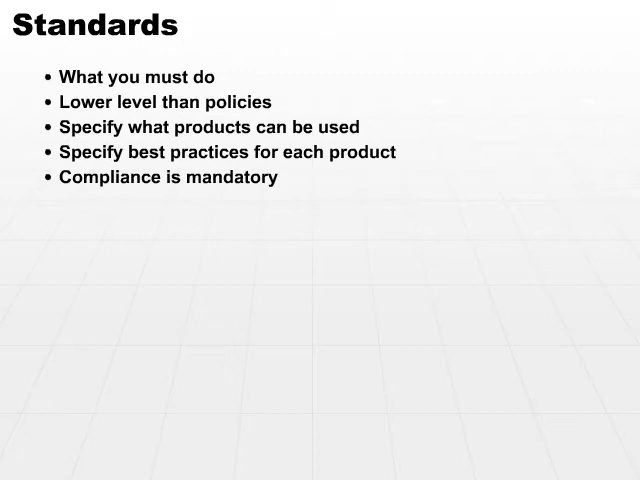 Standards
• What you must do
• Lower level than policies
• Specify what products can be used
• Specify best practices for each product
• Compliance is mandatory